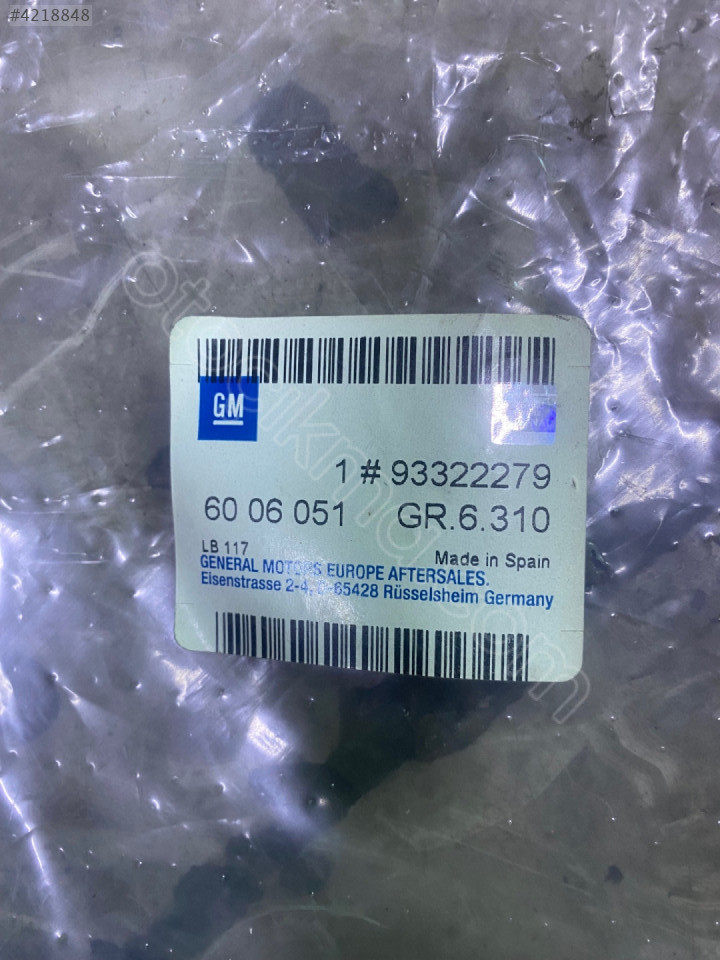 #4218848
GM
1 # 93322279
60 06 051 GR.6.310
LB 117
Made in Spain
GENERAL MOTORS EUROPE AFTERSALES.
Eisenstrasse 2-4, D-65428 Rüsselsheim Germany